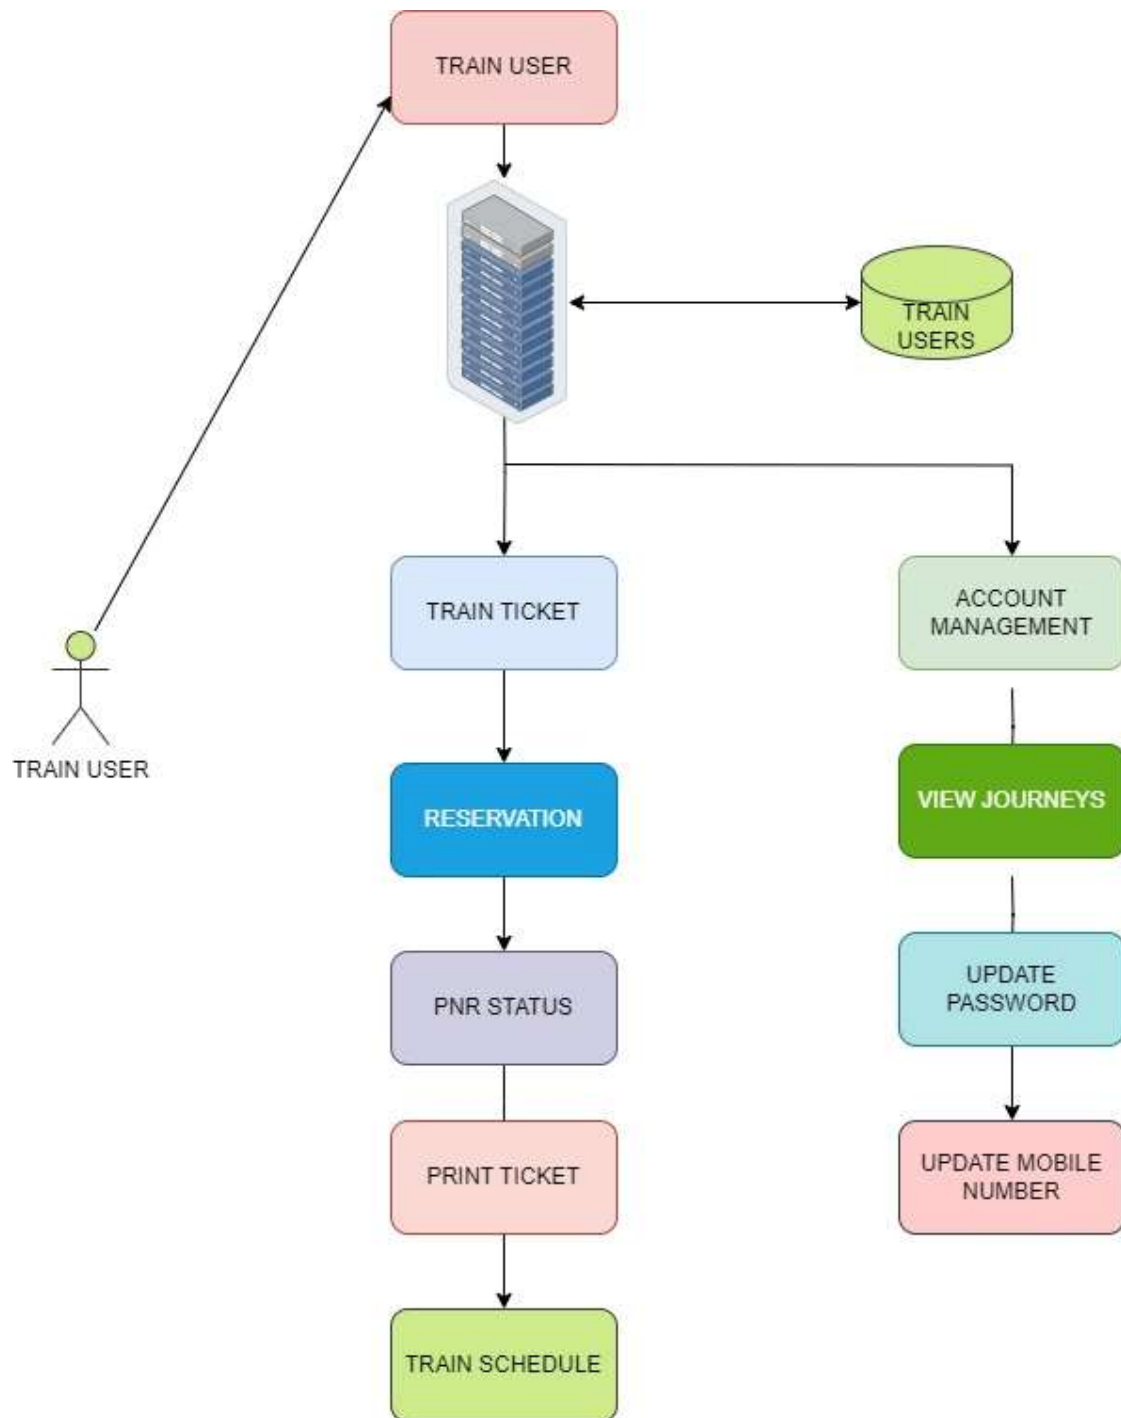 TRAIN USER
TRAIN
USERS
TRAIN TICKET
ACCOUNT
MANAGEMENT
TRAIN USER
RESERVATION
VIEW JOURNEYS
PNR STATUS
UPDATE
PASSWORD
PRINT TICKET
UPDATE MOBILE
NUMBER
TRAIN SCHEDULE